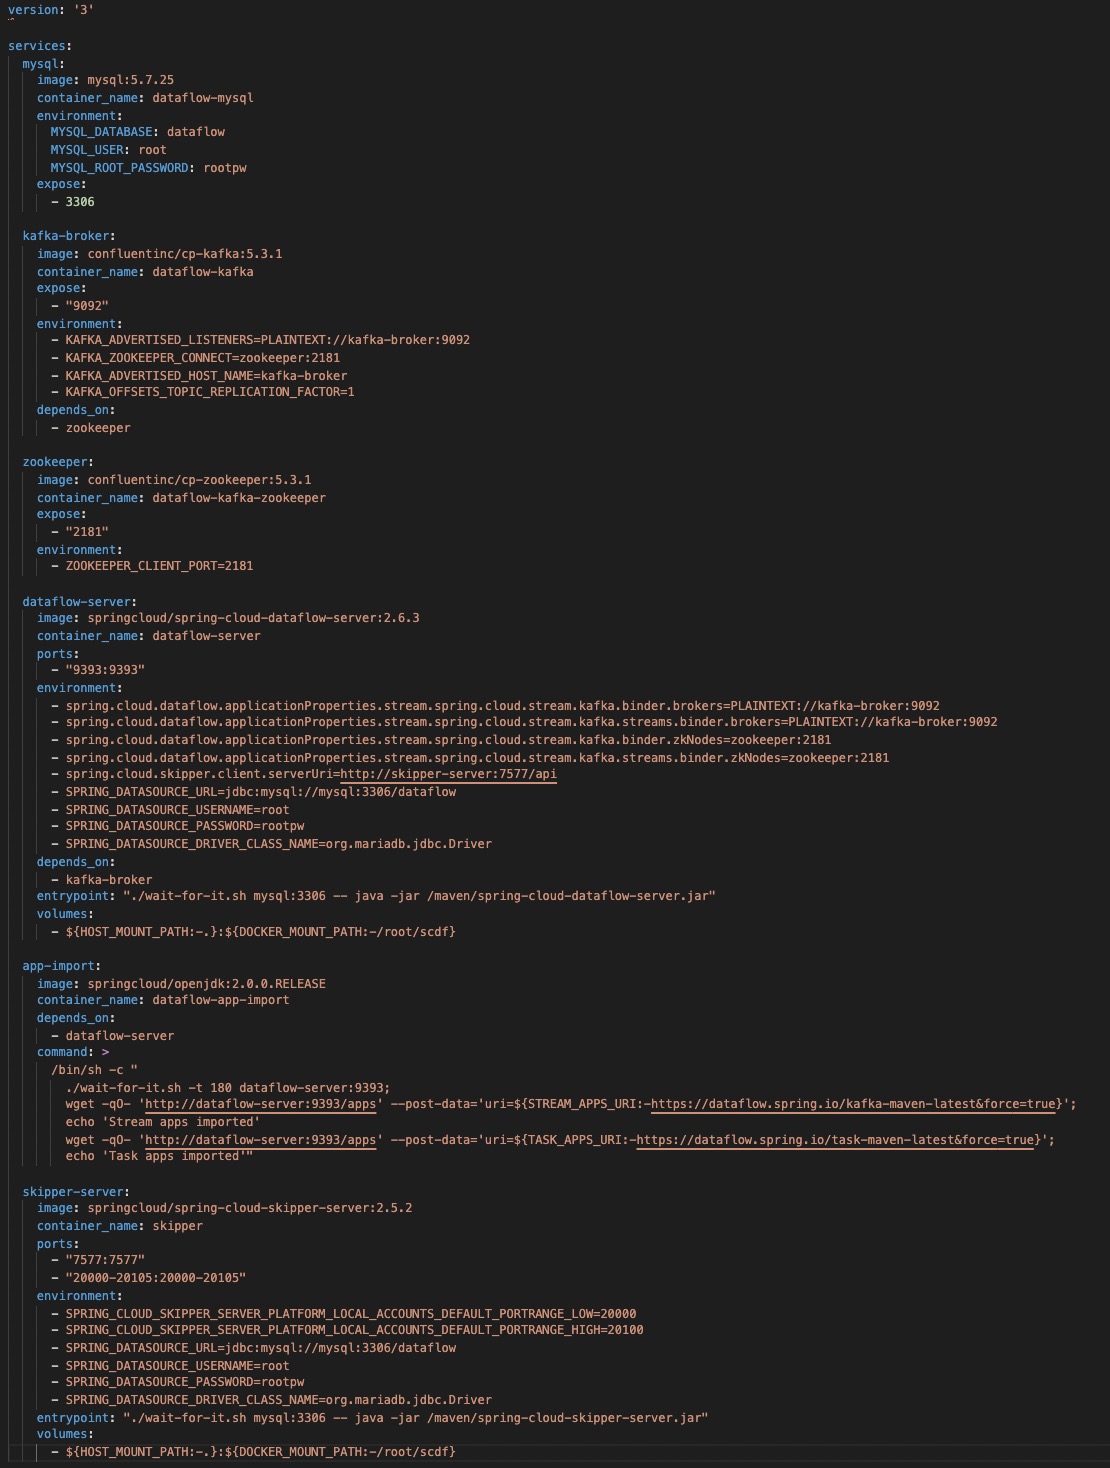 version: '3'
services:
mysql:
image: mysql:5.7.25
container_name: dataflow-mysql
environment:
MYSQL_DATABASE: dataflow
MYSQL_USER: root
MYSQL_ROOT_PASSWORD: rootpw
expose:
- 3306
kafka-broker:
image: confluentinc/cp-kafka:5.3.1
container_name: dataflow-kafka
expose:
- "9092"
environment:
- KAFKA_ADVERTISED_LISTENERS=PLAINTEXT://kafka-broker:9092
- KAFKA_ZOOKEEPER_CONNECT=zookeeper:2181
- KAFKA_ADVERTISED_HOST_NAME=kafka-broker
- KAFKA_OFFSETS_TOPIC_REPLICATION_FACTOR=1
depends_on:
- zookeeper
zookeeper:
image: confluentinc/cp-zookeeper:5.3.1
container_name: dataflow-kafka-zookeeper
expose:
- "2181"
environment:
- ZOOKEEPER_CLIENT_PORT=2181
dataflow-server:
image: springcloud/spring-cloud-dataflow-server:2.6.3
container_name: dataflow-server
ports:
- "9393:9393"
environment:
- spring.cloud.dataflow.applicationProperties.stream.spring.cloud.stream.kafka.binder.brokers=PLAINTEXT://kafka-broker:9092
- spring.cloud.dataflow.applicationProperties.stream.spring.cloud.stream.kafka.streams.binder.brokers=PLAINTEXT://kafka-broker:9092
- spring.cloud.dataflow.applicationProperties.stream.spring.cloud.stream.kafka.binder.zkNodes=zookeeper:2181
- spring.cloud.dataflow.applicationProperties.stream.spring.cloud.stream.kafka.streams.binder.zkNodes=zookeeper:2181
- spring.cloud.skipper.client.serverUri=http://skipper-server:7577/api
- SPRING_DATASOURCE_URL=jdbc:mysql://mysql:3306/dataflow
- SPRING_DATASOURCE_USERNAME=root
- SPRING_DATASOURCE_PASSWORD=rootpw
- SPRING_DATASOURCE_DRIVER_CLASS_NAME=org.mariadb.jdbc.Driver
depends_on:
- kafka-broker
entrypoint: "./wait-for-it.sh mysql:3306 -- java -jar /maven/spring-cloud-dataflow-server.jar"
volumes:
- ${HOST_MOUNT_PATH:-.}:${DOCKER_MOUNT_PATH:-/root/scdf}
app-import:
image: springcloud/openjdk:2.0.0.RELEASE
container_name: dataflow-app-import
depends_on:
- dataflow-server
command: >
/bin/sh -c "
./wait-for-it.sh -t 180 dataflow-server:9393;
wget -qO- 'http://dataflow-server:9393/apps' --post-data='uri=${STREAM_APPS_URI:-https://dataflow.spring.io/kafka-maven-latest&force=true}';
echo 'Stream apps imported'
wget -qO- 'http://dataflow-server:9393/apps' --post-data='uri=${TASK_APPS_URI:-https://dataflow.spring.io/task-maven-latest&force=true}';
echo 'Task apps imported'"
skipper-server:
image: springcloud/spring-cloud-skipper-server:2.5.2
container_name: skipper
ports:
- "7577:7577"
- "20000-20105:20000-20105"
environment:
- SPRING_CLOUD_SKIPPER_SERVER_PLATFORM_LOCAL_ACCOUNTS_DEFAULT_PORTRANGE_LOW=20000
- SPRING_CLOUD_SKIPPER_SERVER_PLATFORM_LOCAL_ACCOUNTS_DEFAULT_PORTRANGE_HIGH=20100
- SPRING_DATASOURCE_URL=jdbc:mysql://mysql:3306/dataflow
- SPRING_DATASOURCE_USERNAME=root
- SPRING_DATASOURCE_PASSWORD=rootpw
- SPRING_DATASOURCE_DRIVER_CLASS_NAME=org.mariadb.jdbc.Driver
entrypoint: "./wait-for-it.sh mysql:3306 -- java -jar /maven/spring-cloud-skipper-server.jar"
volumes:
- ${HOST_MOUNT_PATH:-.}:${DOCKER_MOUNT_PATH:-/root/scdf}